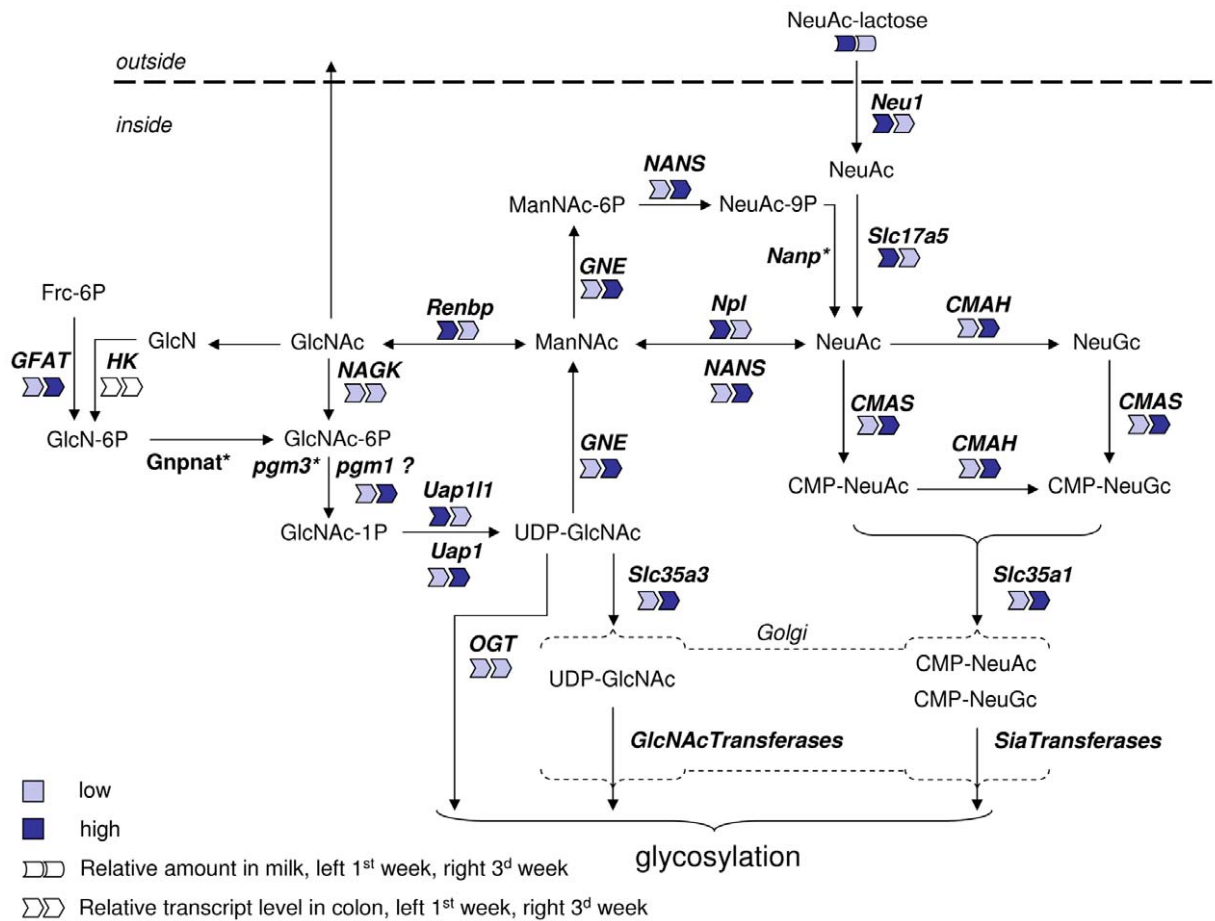 NeuAc-lactose
outside
inside
Neu1
NeuAc
NANS
ManNAc-6P
NeuAc-9P
Nanp*
Slc17a5
GNE
Frc-6P
Renbp
Npl
CMAH
GlcN
GlcNAc
ManNAc
NeuAc
NeuGc
GFAT
HK
NAGK
NANS
CMAS
CMAS
GlcN-6P
Gnpnat*
GlcNAc-6P
GNE
CMAH
pgm3*
pgm1 ?
Uap1l1
CMP-NeuAc
CMP-NeuGc
GlcNAc-1P
UDP-GlcNAc
Uap1
Slc35a3
Slc35a1
OGT
Golgi
UDP-GlcNAc
CMP-NeuAc
CMP-NeuGc
GlcNAcTransferases
SiaTransferases
low
high
glycosylation
Relative amount in milk, left 1st week, right 3d week
Relative transcript level in colon, left 1st week, right 3d week